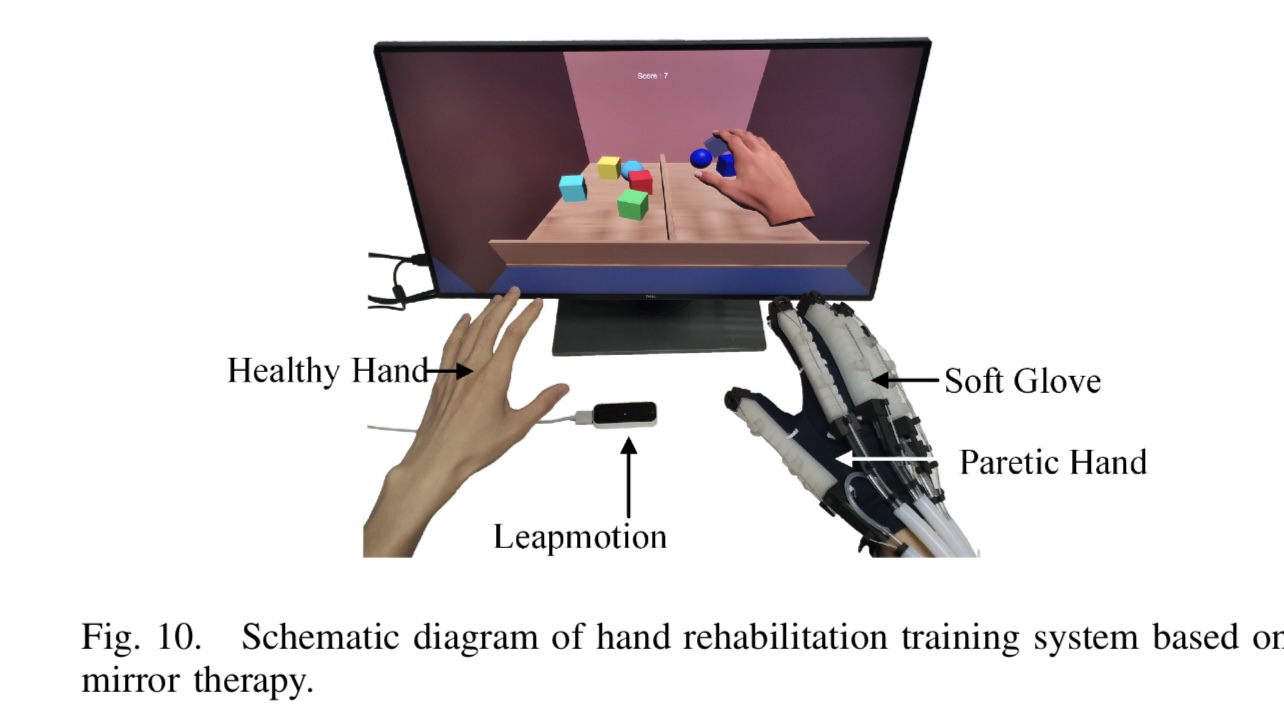 Score : 7
Healthy Hand
Soft Glove
Paretic Hand
Leapmotion
Fig. 10. Schematic diagram of hand rehabilitation training system based on
mirror therapy.